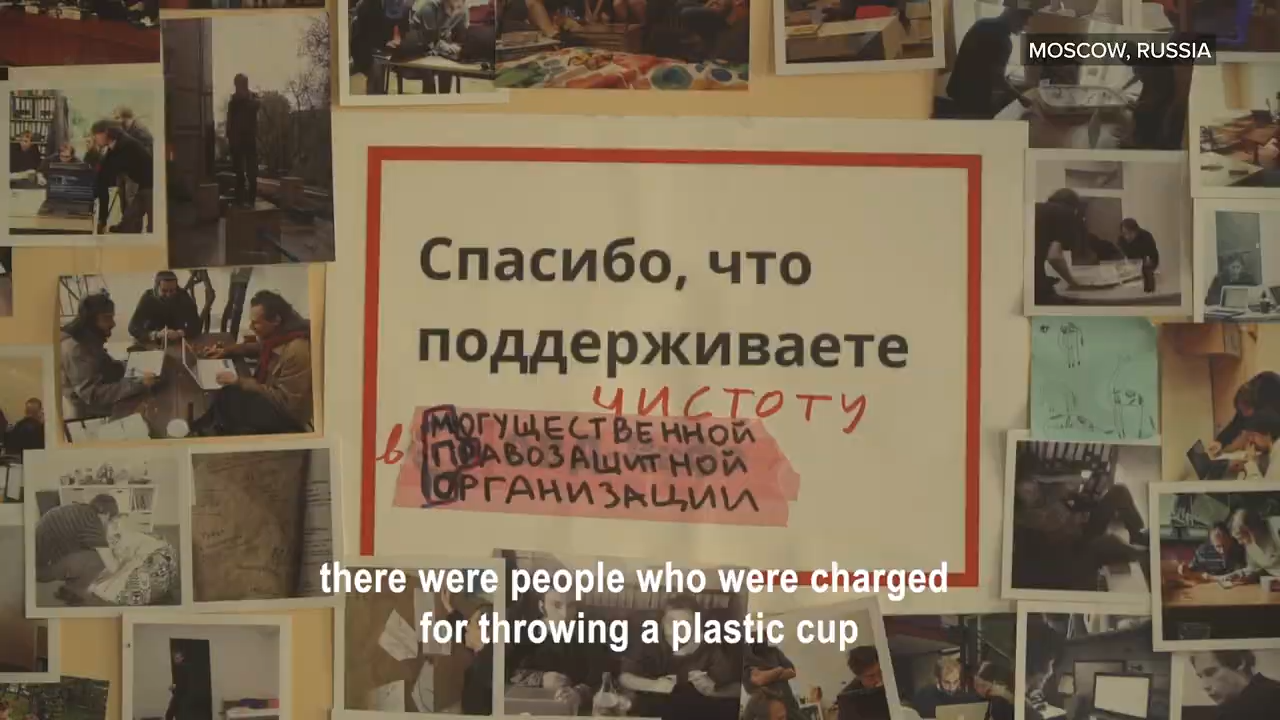 MOSCOW, RUSSIA
Спасибо, что
поддерживаете
чистоту
в МОГУЩЕСТВЕННОЙ
ПРАВОЗАЩИТНОЙ
ОРГАНИЗАЦИИ
there were people who were charged
for throwing a plastic cup